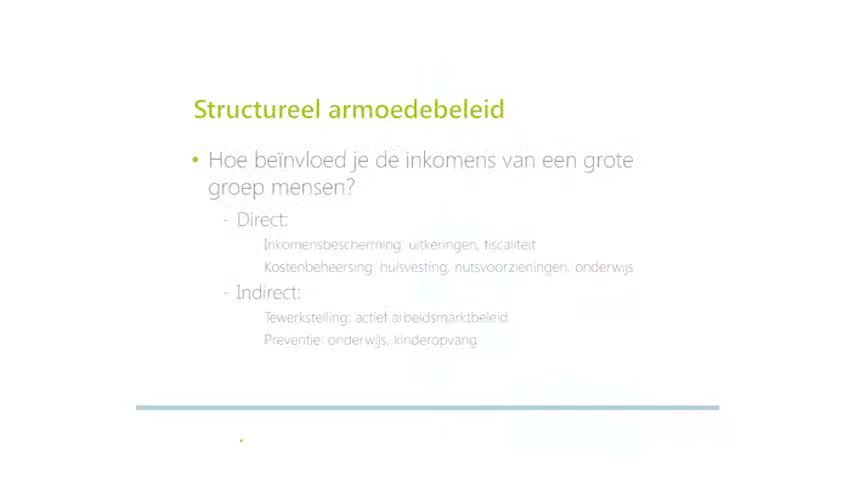 Structureel armoedebeleid
• Hoe beïnvloed je de inkomens van een grote
groep mensen?
- Direct:
Inkomensbescherming: uitkeringen, fiscaliteit
Kostenbeheersing: huisvesting, nutsvoorzieningen, onderwijs
- Indirect:
Tewerkstelling: actief arbeidsmarktbeleid
Preventie: onderwijs, kinderopvang